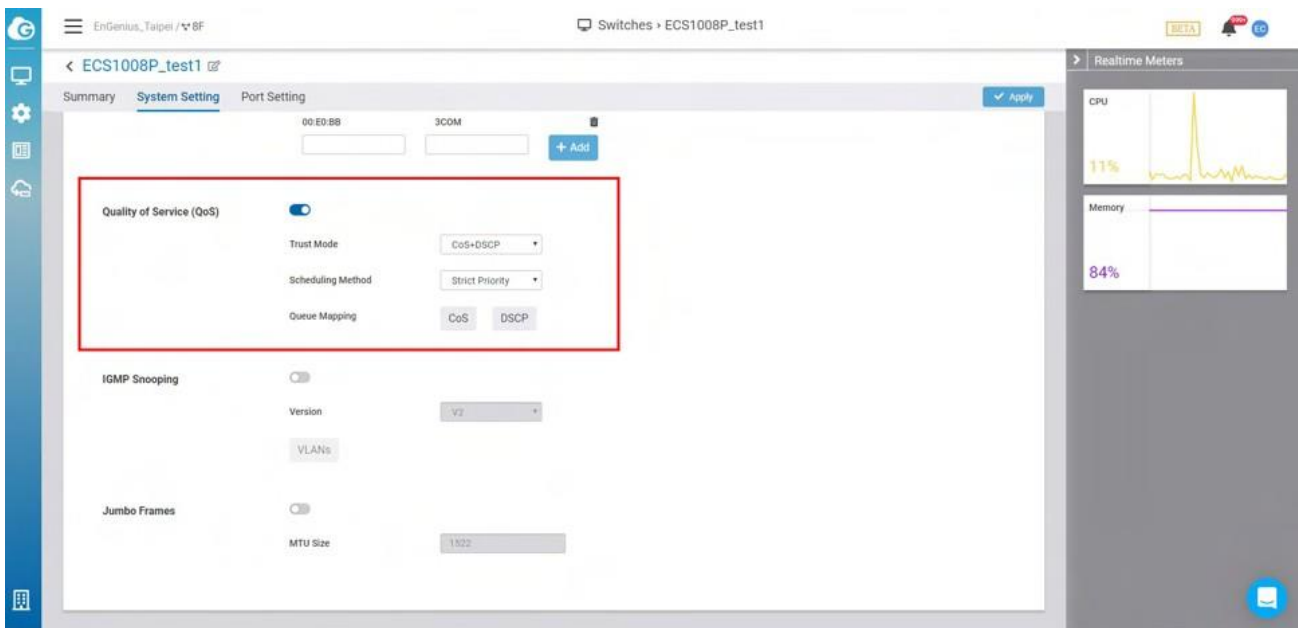 EnGenius_Taipei / 8F
Switches › ECS1008P_test1
BETA
EC
ECS1008P_test1
Realtime Meters
Summary System Setting Port Setting
Apply
CPU
11%
Memory
84%
00:E0:BB 3COM
+ Add
Quality of Service (QoS)
Trust Mode CoS+DSCP
Scheduling Method Strict Priority
Queue Mapping CoS DSCP
IGMP Snooping
Version V2
VLANs
Jumbo Frames
MTU Size 1522